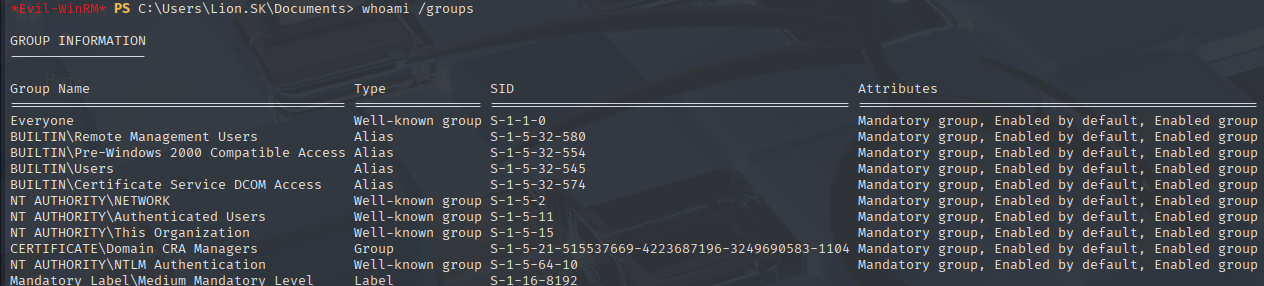 *Evil-WinRM* PS C:\Users\Lion.SK\Documents> whoami /groups
GROUP INFORMATION
-----------------
Group Name Type SID Attributes
========================================== ================ ============================================= ==================================================
Everyone Well-known group S-1-1-0 Mandatory group, Enabled by default, Enabled group
BUILTIN\Remote Management Users Alias S-1-5-32-580 Mandatory group, Enabled by default, Enabled group
BUILTIN\Pre-Windows 2000 Compatible Access Alias S-1-5-32-554 Mandatory group, Enabled by default, Enabled group
BUILTIN\Users Alias S-1-5-32-545 Mandatory group, Enabled by default, Enabled group
BUILTIN\Certificate Service DCOM Access Alias S-1-5-32-574 Mandatory group, Enabled by default, Enabled group
NT AUTHORITY\NETWORK Well-known group S-1-5-2 Mandatory group, Enabled by default, Enabled group
NT AUTHORITY\Authenticated Users Well-known group S-1-5-11 Mandatory group, Enabled by default, Enabled group
NT AUTHORITY\This Organization Well-known group S-1-5-15 Mandatory group, Enabled by default, Enabled group
CERTIFICATE\Domain CRA Managers Group S-1-5-21-515537669-4223687196-3249690583-1104 Mandatory group, Enabled by default, Enabled group
NT AUTHORITY\NTLM Authentication Well-known group S-1-5-64-10 Mandatory group, Enabled by default, Enabled group
Mandatory Label\Medium Mandatory Level Label S-1-16-8192